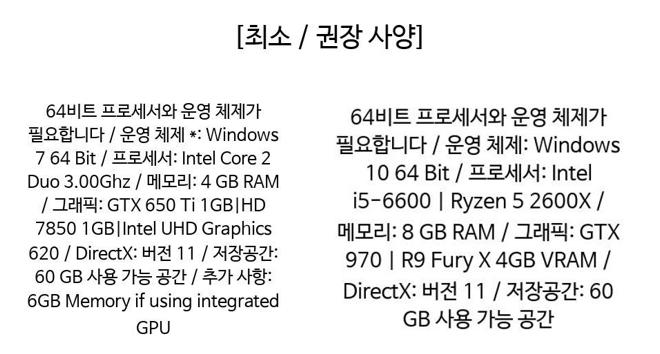 [최소 / 권장 사양]
64비트 프로세서와 운영 체제가
필요합니다 / 운영 체제 *: Windows
7 64 Bit / 프로세서: Intel Core 2
Duo 3.00Ghz / 메모리: 4 GB RAM
/ 그래픽: GTX 650 Ti 1GB|HD
7850 1GB|Intel UHD Graphics
620 / DirectX: 버전 11 / 저장공간:
60 GB 사용 가능 공간 / 추가 사항:
6GB Memory if using integrated
GPU
64비트 프로세서와 운영 체제가
필요합니다 / 운영 체제: Windows
10 64 Bit / 프로세서: Intel
i5-6600 | Ryzen 5 2600X /
메모리: 8 GB RAM / 그래픽: GTX
970 | R9 Fury X 4GB VRAM /
DirectX: 버전 11 / 저장공간: 60
GB 사용 가능 공간